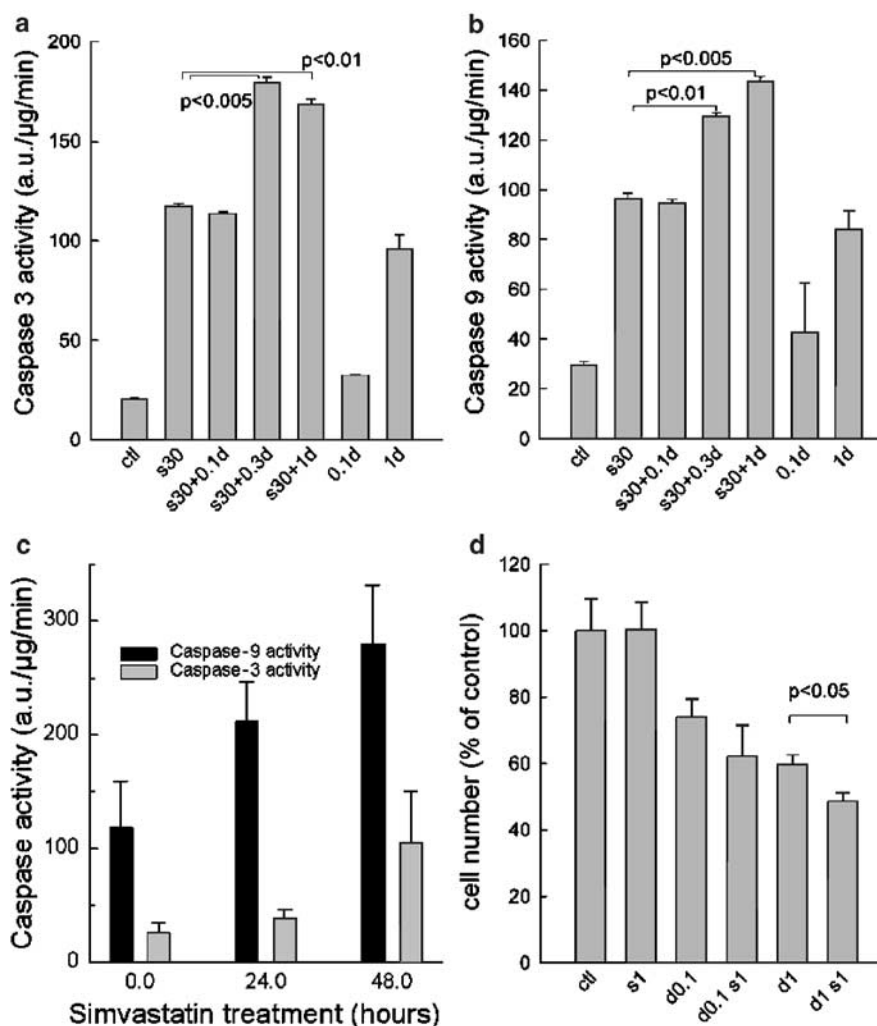 a
Caspase 3 activity (a.u./µg/min)
200
150
100
50
0
p<0.01
p<0.005
ctl
s30
s30+0.1d
s30+0.3d
s30+1d
0.1d
1d
b
Caspase 9 activity (a.u./µg/min)
160
140
120
100
80
60
40
20
0
p<0.005
p<0.01
ctl
s30
s30+0.1d
s30+0.3d
s30+1d
0.1d
1d
c
Caspase activity (a.u./µg/min)
300
200
100
0
Caspase-9 activity
Caspase-3 activity
0.0 24.0 48.0
Simvastatin treatment (hours)
d
cell number (% of control)
120
100
80
60
40
20
0
p<0.05
ctl
s1
d0.1
d0.1 s1
d1
d1 s1